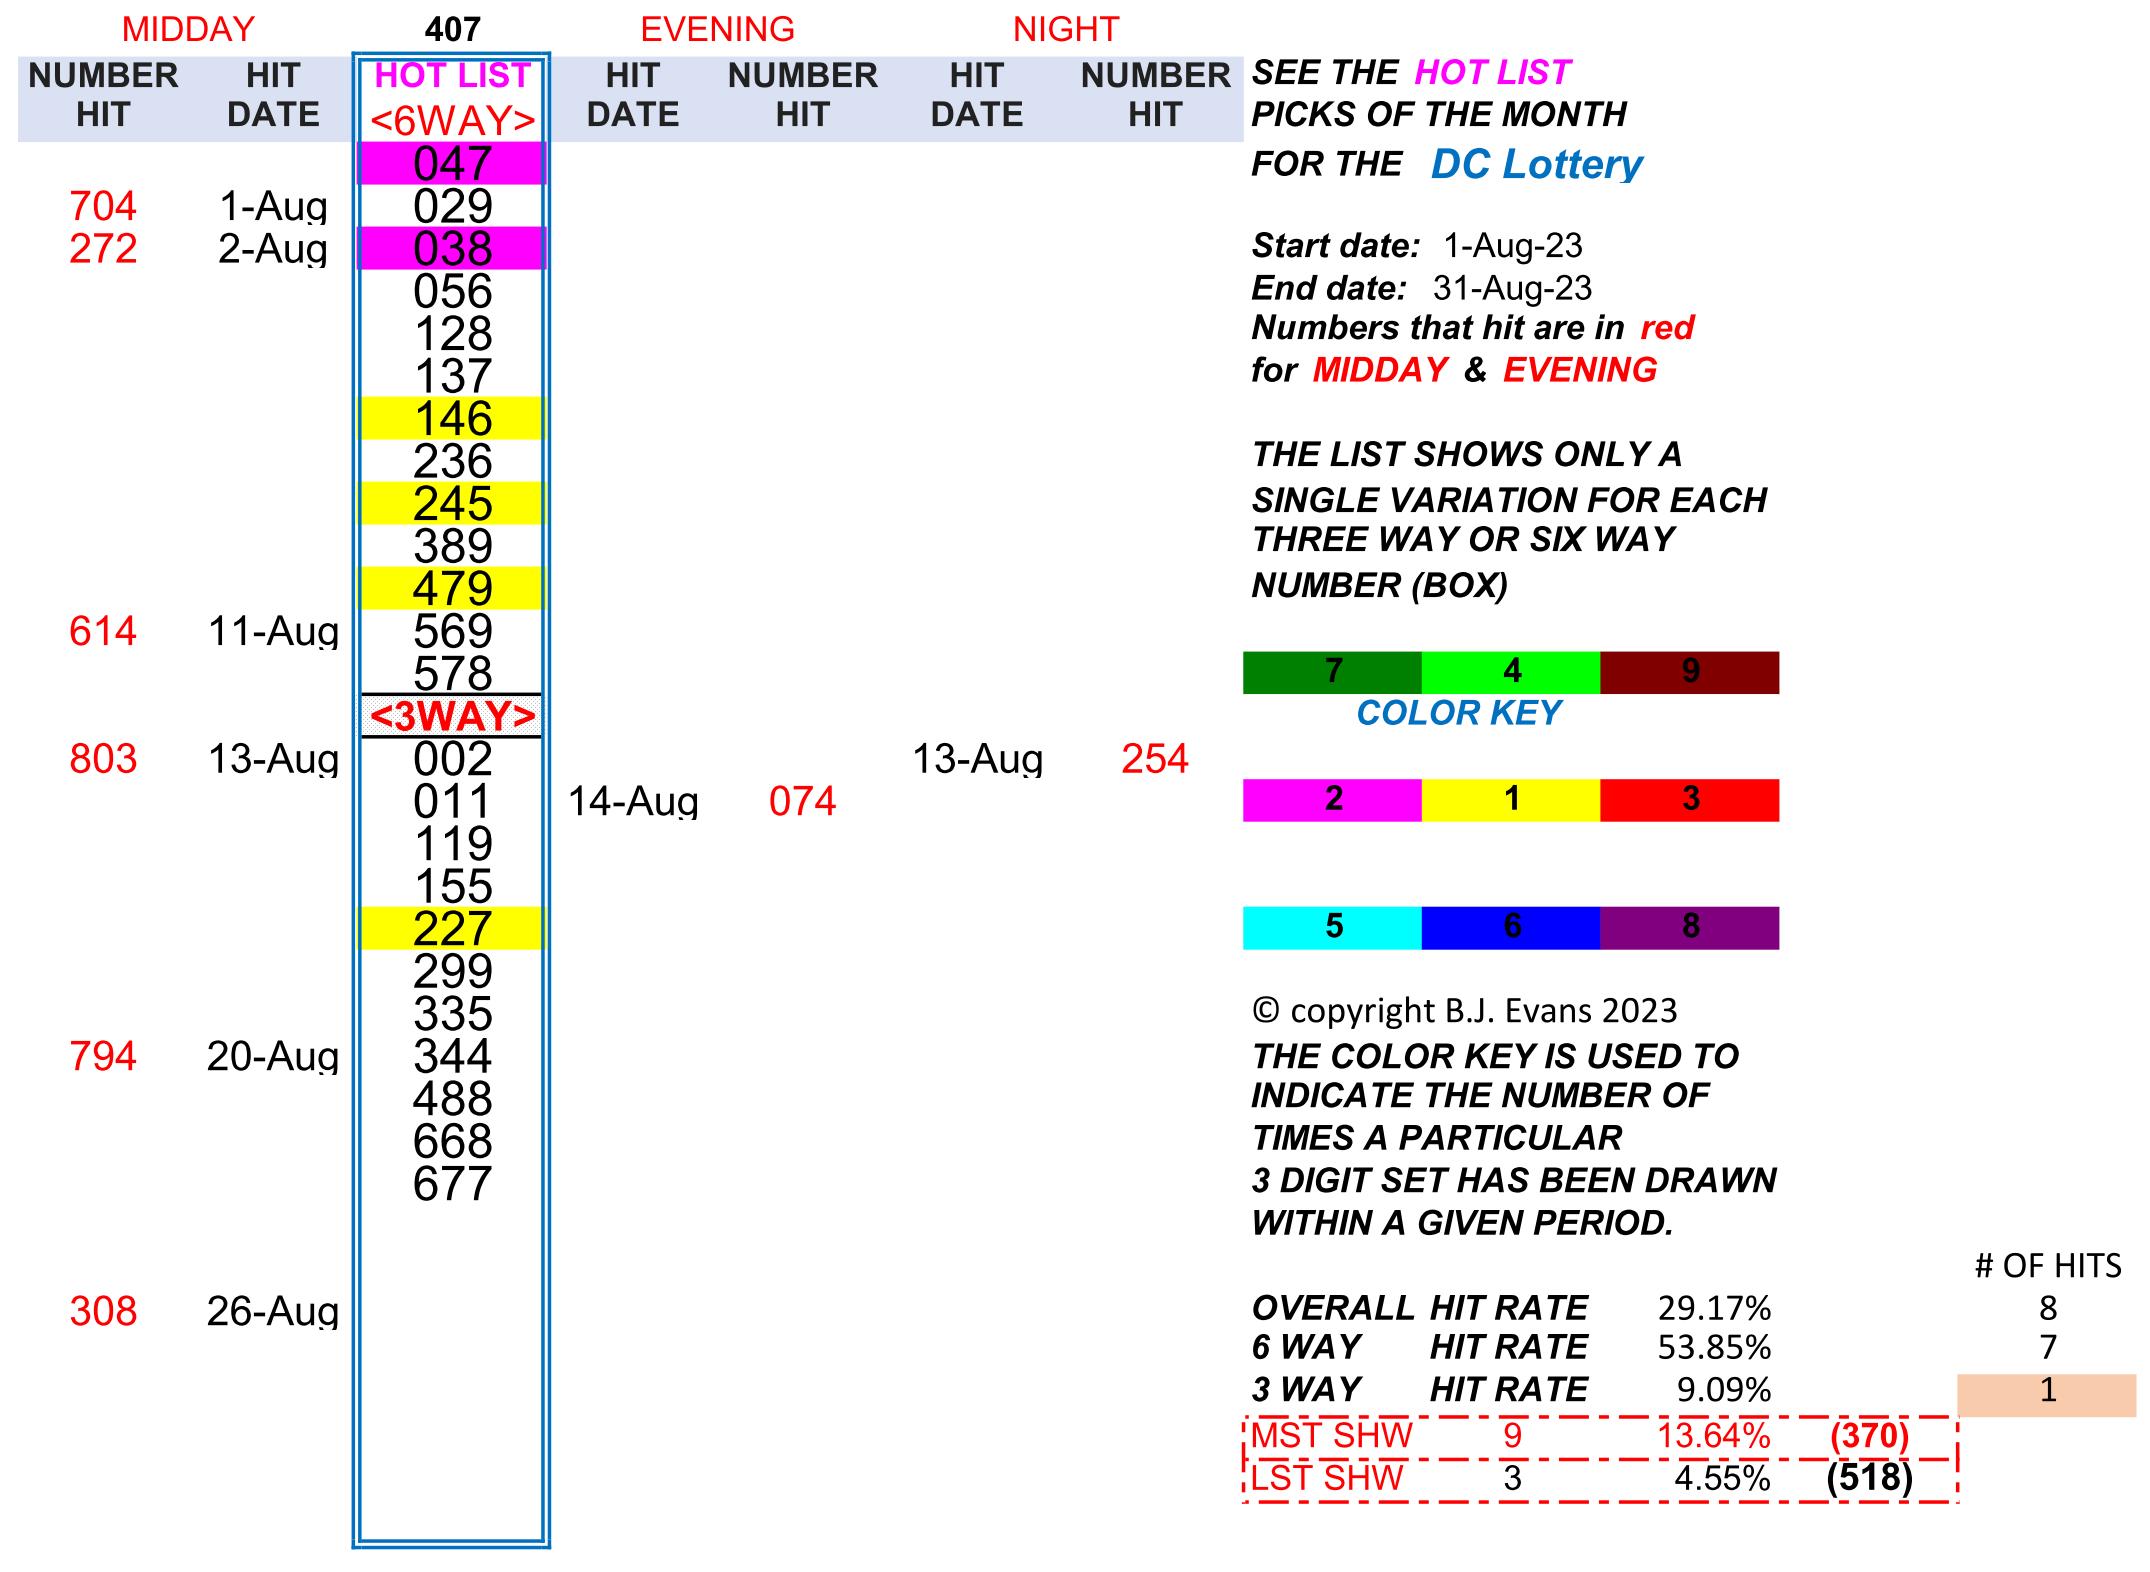 MIDDAY 407 EVENING NIGHT
NUMBER HIT HOT LIST HIT NUMBER HIT NUMBER SEE THE HOT LIST
HIT DATE <6WAY> DATE HIT DATE HIT PICKS OF THE MONTH
047 FOR THE DC Lottery
704 1-Aug 029
272 2-Aug 038 Start date: 1-Aug-23
056 End date: 31-Aug-23
128 Numbers that hit are in red
137 for MIDDAY & EVENING
146
236 THE LIST SHOWS ONLY A
245 SINGLE VARIATION FOR EACH
389 THREE WAY OR SIX WAY
479 NUMBER (BOX)
614 11-Aug 569
578 7 4 9
<3WAY> COLOR KEY
803 13-Aug 002 13-Aug 254
011 14-Aug 074 2 1 3
119
155
227 5 6 8
299
335 © copyright B.J. Evans 2023
794 20-Aug 344 THE COLOR KEY IS USED TO
488 INDICATE THE NUMBER OF
668 TIMES A PARTICULAR
677 3 DIGIT SET HAS BEEN DRAWN
WITHIN A GIVEN PERIOD.
# OF HITS
308 26-Aug OVERALL HIT RATE 29.17% 8
6 WAY HIT RATE 53.85% 7
3 WAY HIT RATE 9.09% 1
MST SHW 9 13.64% (370)
LST SHW 3 4.55% (518)